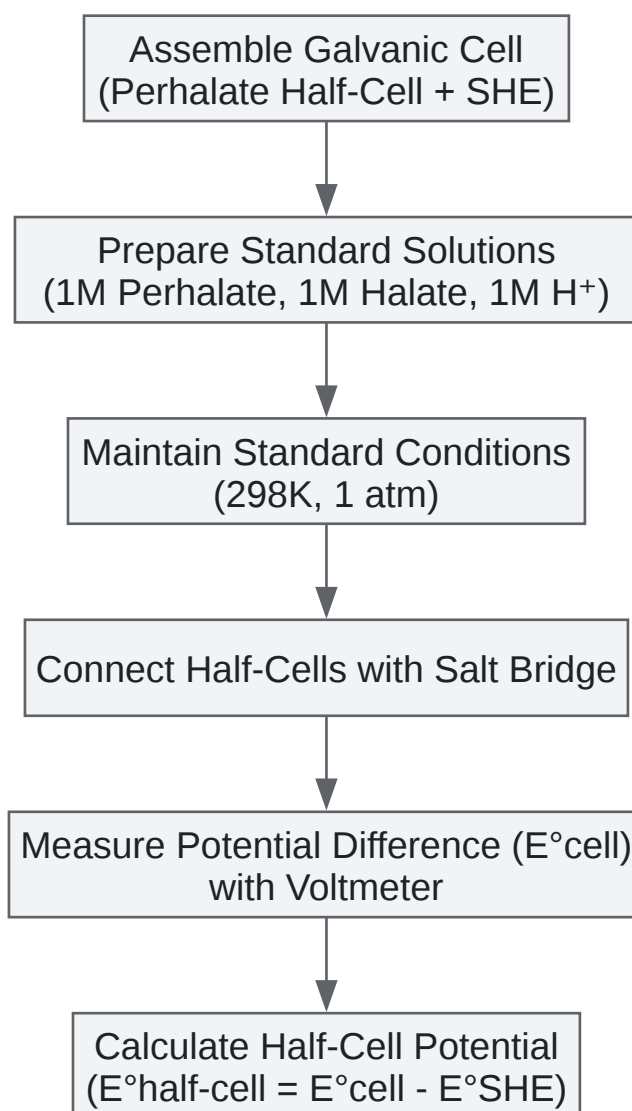 Assemble Galvanic Cell
(Perhalate Half-Cell + SHE)
Prepare Standard Solutions
(1M Perhalate, 1M Halate, 1M H⁺)
Maintain Standard Conditions
(298K, 1 atm)
Connect Half-Cells with Salt Bridge
Measure Potential Difference (E°cell)
with Voltmeter
Calculate Half-Cell Potential
(E°half-cell = E°cell - E°SHE)